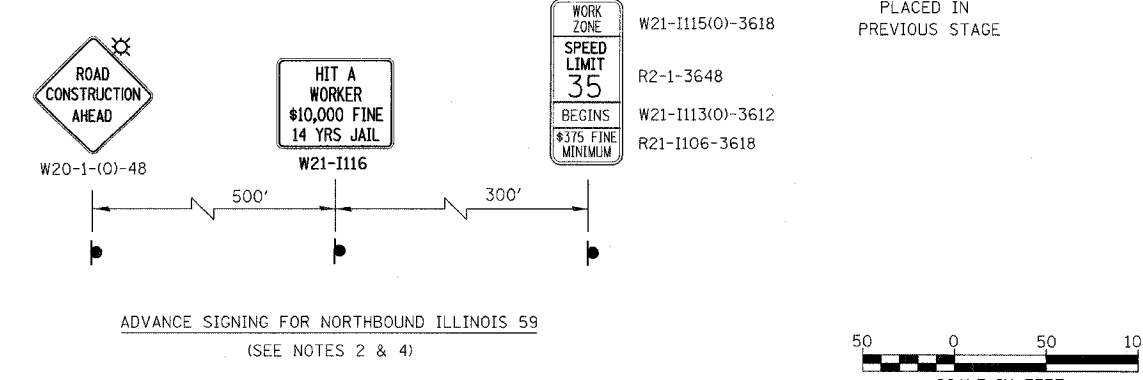 WORK
ZONE
SPEED
LIMIT
35
BEGINS
$375 FINE
MINIMUM
W21-I115(O)-3618
R2-1-3648
W21-I113(O)-3612
R21-I106-3618
PLACED IN
PREVIOUS STAGE
ROAD
CONSTRUCTION
AHEAD
W20-1-(O)-48
HIT A
WORKER
$10,000 FINE
14 YRS JAIL
W21-I116
500'
300'
ADVANCE SIGNING FOR NORTHBOUND ILLINOIS 59
(SEE NOTES 2 & 4)
50 0 50 10